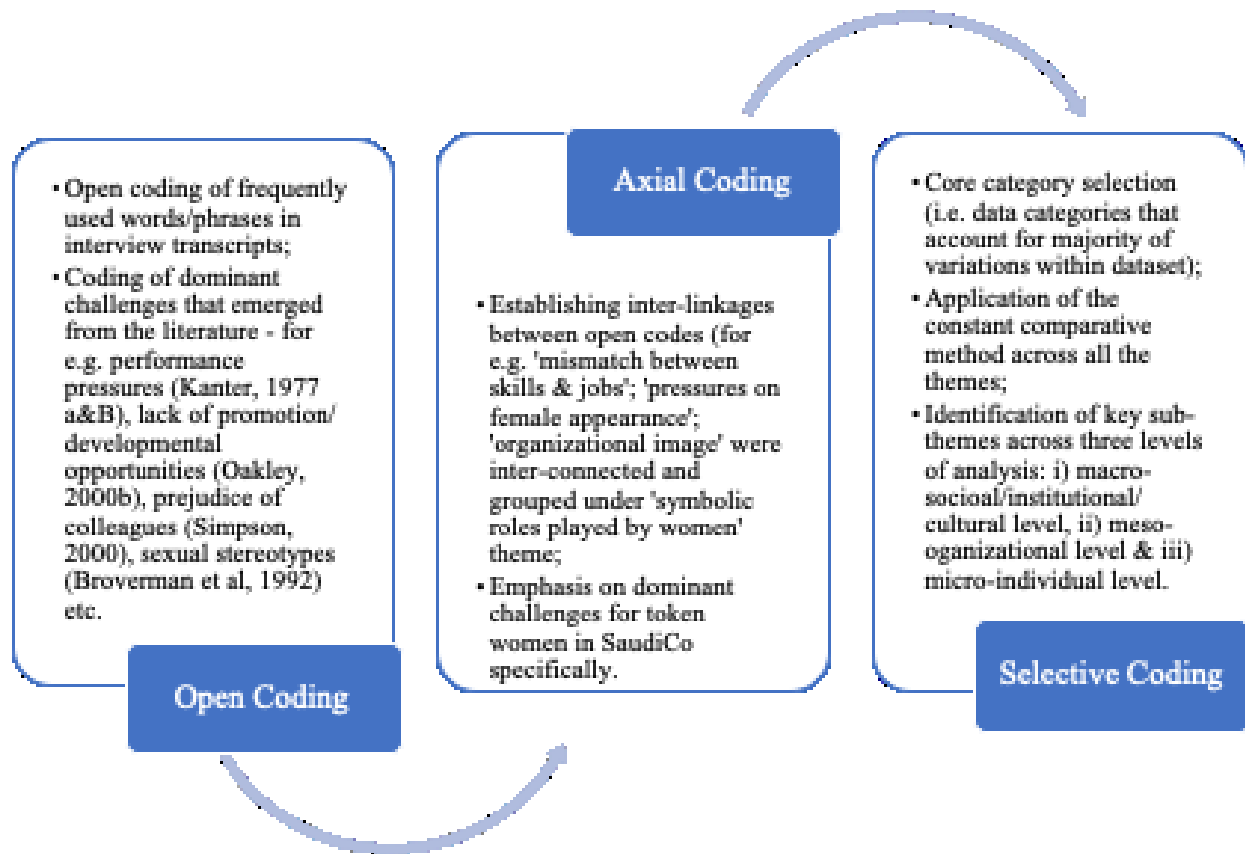 • Open coding of frequently
used words/phrases in
interview transcripts;
• Coding of dominant
challenges that emerged
from the literature - for
e.g. performance
pressures (Kanter, 1977
a&B), lack of promotion/
developmental
opportunities (Oakley,
2000b), prejudice of
colleagues (Simpson,
2000), sexual stereotypes
(Broverman et al, 1992)
etc.
Open Coding
Axial Coding
• Establishing inter-linkages
between open codes (for
e.g. 'mismatch between
skills & jobs'; 'pressures on
female appearance';
'organizational image' were
inter-connected and
grouped under 'symbolic
roles played by women'
theme;
• Emphasis on dominant
challenges for token
women in SaudiCo
specifically.
• Core category selection
(i.e. data categories that
account for majority of
variations within dataset);
• Application of the
constant comparative
method across all the
themes;
• Identification of key sub-
themes across three levels
of analysis: i) macro-
socioal/institutional/
cultural level, ii) meso-
oganizational level & iii)
micro-individual level.
Selective Coding